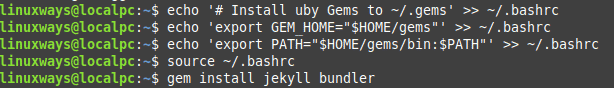 linuxways@localpc:~$ echo '# Install uby Gems to ~/.gems' >> ~/.bashrc
linuxways@localpc:~$ echo 'export GEM_HOME="$HOME/gems"' >> ~/.bashrc
linuxways@localpc:~$ echo 'export PATH="$HOME/gems/bin:$PATH"' >> ~/.bashrc
linuxways@localpc:~$ source ~/.bashrc
linuxways@localpc:~$ gem install jekyll bundler